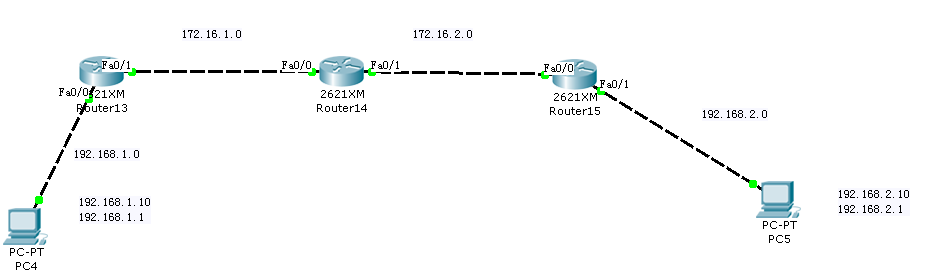 172.16.1.0
172.16.2.0
Fa0/1
Fa0/0
Fa0/1
Fa0/0
Fa0/0
2621XM
Router13
2621XM
Router14
2621XM
Router15
Fa0/1
192.168.2.0
192.168.1.0
192.168.1.10
192.168.1.1
192.168.2.10
192.168.2.1
PC-PT
PC4
PC-PT
PC5